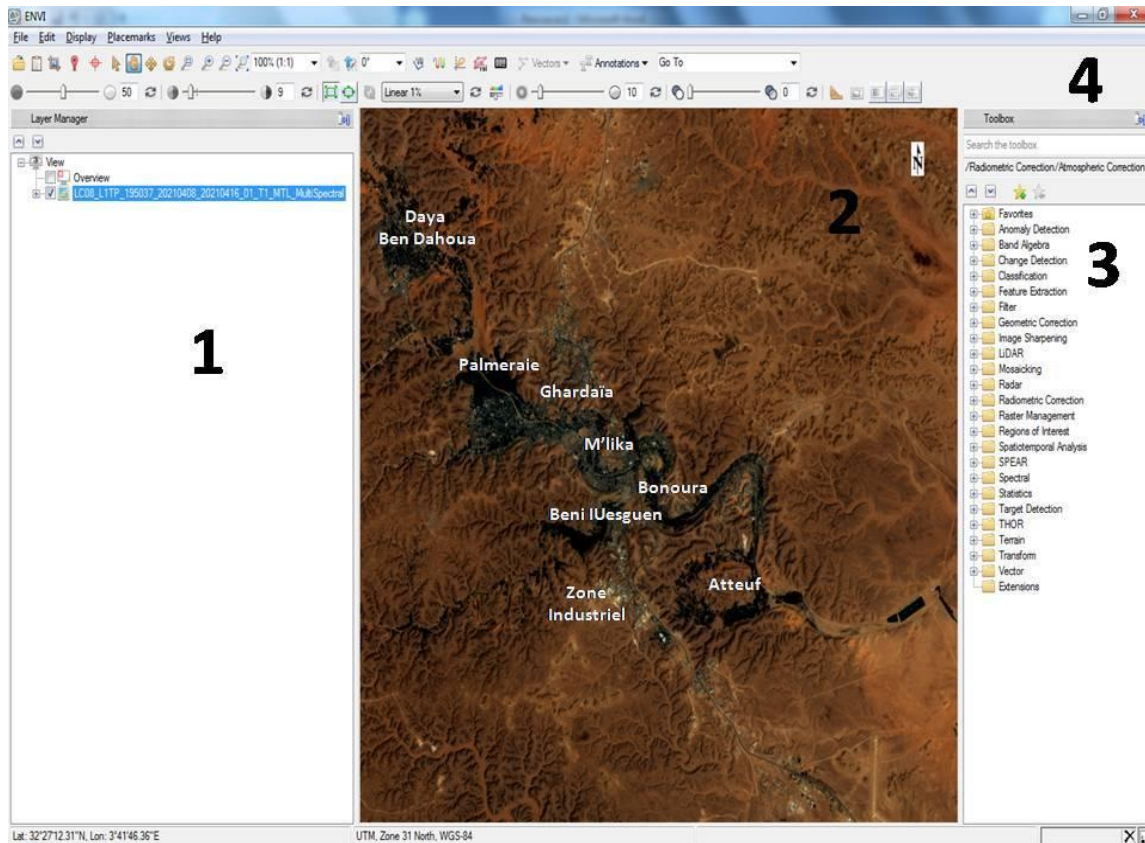 ENVI
File Edit Display Placemarks Views Help
100% (1:1) 0° Vectors Annotations Go To
50 9 Linear 1% 10 0
4
Layer Manager
View
Overview
LC08_L1TP_195037_20210408_20210416_01_T1_MTL_MultiSpectral
1
N
2
Daya
Ben Dahoua
Palmeraie
Ghardaïa
M'lika
Bonoura
Beni IUesguen
Atteuf
Zone
Industriel
Toolbox
Search the toolbox
/Radiometric Correction/Atmospheric Correction
3
Favorites
Anomaly Detection
Band Algebra
Change Detection
Classification
Feature Extraction
Filter
Geometric Correction
Image Sharpening
LiDAR
Mosaicking
Radar
Radiometric Correction
Raster Management
Regions of Interest
Spatiotemporal Analysis
SPEAR
Spectral
Statistics
Target Detection
THOR
Terrain
Transform
Vector
Extensions
Lat: 32°27'12.31"N, Lon: 3°41'46.36"E
UTM, Zone 31 North, WGS-84